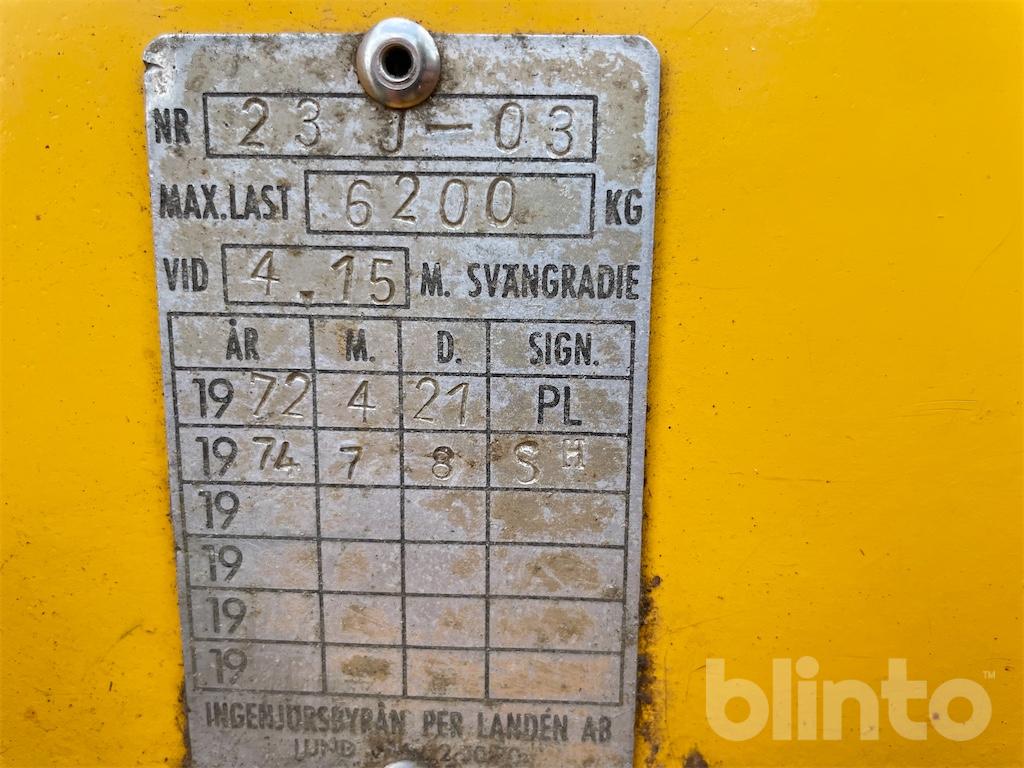 NR 23 J-03
MAX. LAST 6200 KG
VID 4.15 M. SVÄNGRADIE
ÅR M. D. SIGN.
1972 4 21 PL
1974 7 8 SH
19
19
19
19
INGENJÖRSBYRÅN PER LANDÉN AB
LUND
blinto™